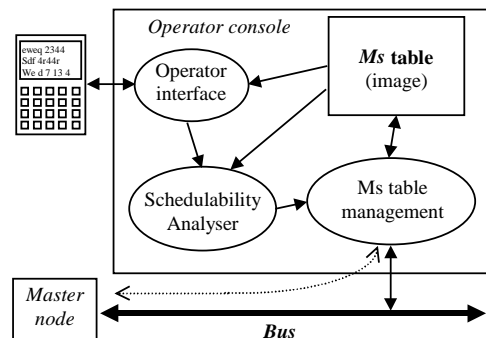 Operator console
eweq 2344
Sdf 4r44r
We d 7 13 4
Operator
interface
Ms table
(image)
Schedulability
Analyser
Ms table
management
Master
node
Bus